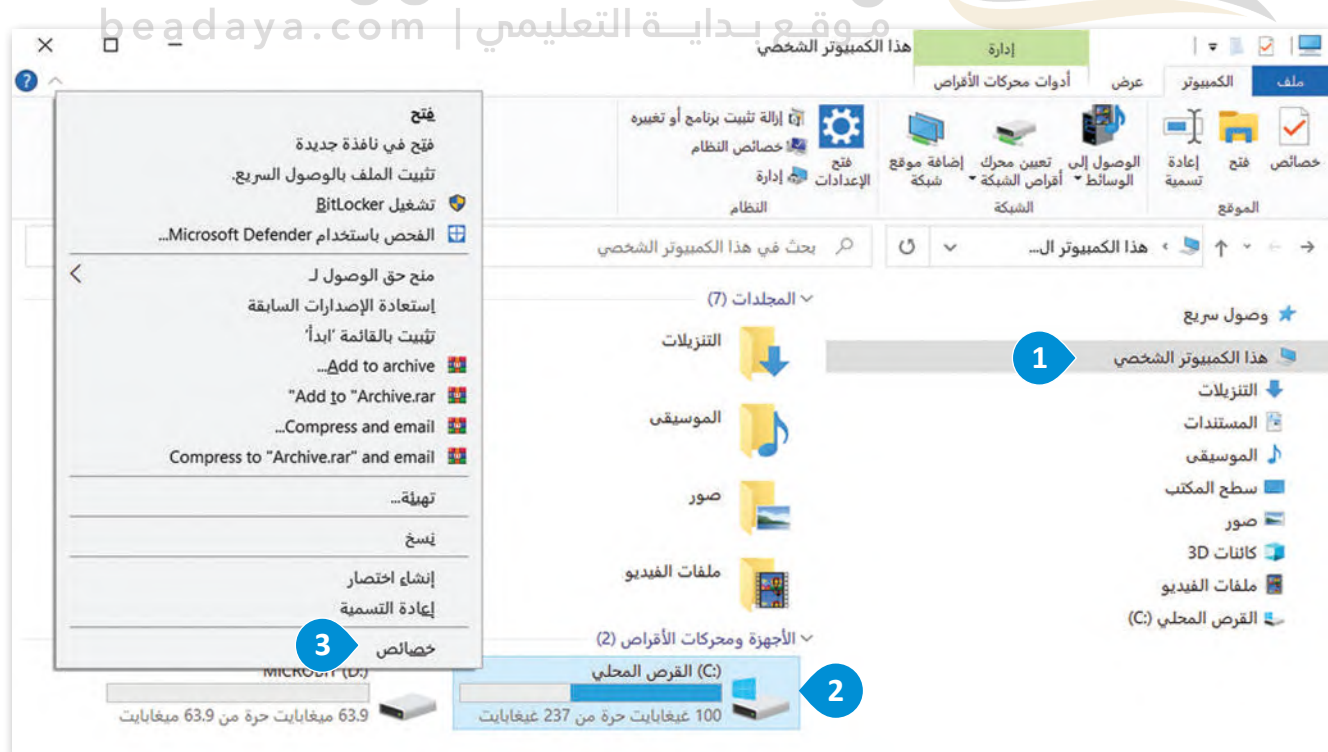 موقع بداية التعليمي | beadaya.com
هذا الكمبيوتر الشخصي
إدارة
ملف
الكمبيوتر
عرض
أدوات محركات الأقراص
خصائص
فتح
إعادة
تسمية
الموقع
الوصول إلى
الوسائط
تعيين محرك
أقراص الشبكة
إضافة موقع
شبكة
الشبكة
فتح
الإعدادات
إزالة تثبيت برنامج أو تغييره
خصائص النظام
إدارة
النظام
هذا الكمبيوتر ال...
بحث في هذا الكمبيوتر الشخصي
وصول سريع
هذا الكمبيوتر الشخصي
1
التنزيلات
المستندات
الموسيقى
سطح المكتب
صور
كائنات 3D
ملفات الفيديو
القرص المحلي (C:)
المجلدات (7)
التنزيلات
الموسيقى
صور
ملفات الفيديو
الأجهزة ومحركات الأقراص (2)
(C:) القرص المحلي
100 غيغابايت حرة من 237 غيغابايت
2
MICROBIT (D:)
63.9 ميغابايت حرة من 63.9 ميغابايت
فتح
فتح في نافذة جديدة
تثبيت الملف بالوصول السريع.
تشغيل BitLocker
الفحص باستخدام Microsoft Defender...
منح حق الوصول لـ
إستعادة الإصدارات السابقة
تثبيت بالقائمة 'ابدأ'
Add to archive...
Add to "Archive.rar"
Compress and email...
Compress to "Archive.rar" and email
تهيئة...
نسخ
إنشاء اختصار
إعادة التسمية
خصائص
3